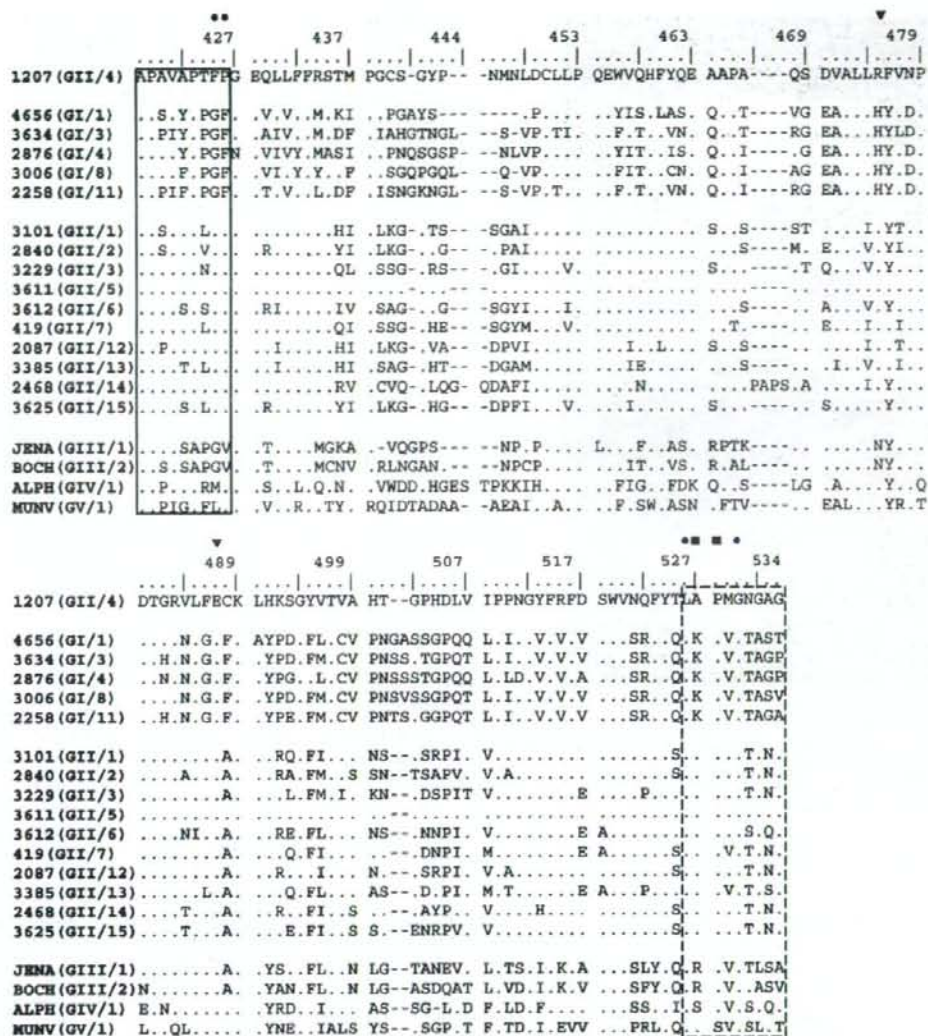 427 437 444 453 463 469 479
1207(GII/4) APAVAPTFPG EQLLFFRSTM PGCS-GYP-- -NMNLDCLLP QEWVQHFYQE AAPA----QS DVALLRFVNP
4656(GI/1) ..S.Y.PGF. .V.V..M.KI ..PGAYS--- ------.P.. ...YIS.LAS .Q..T----VG EA...HY.D.
3634(GI/3) ..PIY.PGF. AIV..M.DF. IAHGTNGL-- S-VP.TI... ..F.T..VN. .Q..T----RG EA...HYLD.
2876(GI/4) ....Y.PGFN .VIVY.MASI ..PNQSGSP- --NLVP.... ..YIT..IS. .Q..I----.G EA...HY.D.
3006(GI/8) ....F.PGF. .VI.Y.Y..F ..SGQPGQL- --Q-VP.... ..FIT..CN. .Q..I----AG EA...HY.D.
2258(GI/11) ..PIF.PGF. .T.V..L.DF ISNGKNGL-- S-VP.T.... ..F.T..VN. .Q..I----RG EA...HY.D.
3101(GII/1) ..S...L... ........HI .LKG-.TS-- -SGAI..... .......... S..S----ST ......I.YT..
2840(GII/2) ..S...V... ...R....YI .LKG-..G-- -.PAI..... .......... S..S----M. .E...V.YI..
3229(GII/3) ......N... ........QL .SSG-.RS-- -.GI...V.. .......... S...----.T Q....V.Y...
3611(GII/5) .......... .......... ....-...-- -......... .......... ....----.. ..........
3612(GII/6) ....S.S... ..RI....IV .SAG-..G-- -SGYI..I.. .......... ....----.. ..A..V.Y...
419(GII/7) ......L... ........QI .SSG-.HE-- -SGYM..V.. .......... ..T.----.. ..E...I..I..
2087(GII/12) ..P....... ...I....HI .LKG-.VA-- -DPVI..... ....I..L.. S..S----.. ......I..T..
3385(GII/13) ....T.L... ...I....HI .SAG-.HT-- -DGAM..... ....IE.... ....----.. .I...V..I..
2468(GII/14) .......... ........RV .CVQ-.LQG- QDAFI..... .....N.... ....PAPS.A ......I.Y...
3625(GII/15) ....S.L... ..R.....YI .LKG-.HG-- -DPFI..V.. ....I..... S...----.. ..S....Y...
JENA(GIII/1) ....SAPGV. .T....MGKA .VQGPS---- --NP.P.... .L..F..AS. RPTK----.. ......NY...
BOCH(GIII/2) ..S.SAPGV. .T....MCNV .RLNGAN--- --NPCP.... ...IT..VS. R.AL----.. ......NY...
ALPH(GIV/1) ..P...RM.. .S..L.Q.N. .VWDD.HGES TPKKIH.... ..FIG..FDK .Q..S---LG .A.....Y..Q
MUNV(GV/1) ..PIG.FL.. .V..R..TY. RQIDTADAA- -AEAI..A.. ..F.SW.ASN .FTV----.. EAL...YR.T
489 499 507 517 527 534
1207(GII/4) DTGRVLFECK LHKSGYVTVA HT--GPHDLV IPPNGYFRFD SWVNQFYTLA PMGNGAG
4656(GI/1) ....N.G.F. AYPD.FL.CV PNGASSGPQQ L.I..V.V.V ...SR..Q.K .V.TAST
3634(GI/3) ..H.N.G.F. .YPD.FM.CV PNSS.TGPQT L.I..V.V.V ...SR..Q.K .V.TAGP
2876(GI/4) ..N.N.G.F. .YPG..L.CV PNSSSTGPQQ L.LD.V.V.A ...SR..Q.K .V.TAGP
3006(GI/8) ....N.G.F. .YPD.FM.CV PNSVSSGPQT L.I..V.V.V ...SR..Q.K .V.TASV
2258(GI/11) ..H.N.G.F. .YPE.FM.CV PNTS.GGPQT L.I..V.V.V ...SR..Q.K .V.TAGA
3101(GII/1) ........A. ..RQ.FI... NS--.SRPI. V......... ........S. ...T.N.
2840(GII/2) ....A...A. ..RA.FM..S SN--TSAPV. V.A....... ........S. ...T.N.
3229(GII/3) ........A. ..L.FM.I. KN--.DSPIT V........E ....P..... ...T.N.
3611(GII/5) .......... .......... ..--...... .......... .......... .......
3612(GII/6) ....NI..A. ..RE.FL... NS--.NNPI. V........E A......... ...S.Q.
419(GII/7) ........A. ...Q.FI... ..--.DNPI. M........E A.......S. .V.T.N.
2087(GII/12) ........A. ..R...I... N.--.SRPI. V.A....... ........S. ...T.N.
3385(GII/13) ......L.A. ...Q.FL... AS--.D.PI. M.T......E A...P..... .V.T.S.
2468(GII/14) ....T...A. ..R..FI..S ..--.AYP.. V....H.... ........S. ...T.N.
3625(GII/15) ....T...A. ...E.FI..S S.--ENRPV. V......... ........S. ...T.N.
JENA(GIII/1) ........A. .YS..FL..N LG--TANEV. L.TS.I.K.A ...SLY.Q.R .V.TLSA
BOCH(GIII/2) N.......A. .YAN.FL..N LG--ASDQAT L.VD.I.K.V ...SFY.Q.R .V..ASV
ALPH(GIV/1) E.N....... .YRD..I... AS--SG-L.D F.LD.F.... ...SS..I.S .V.S.Q.
MUNV(GV/1) L..QL..... .YNE..IALS YS--.SGP.T F.TD.I.EVV ...PRL.Q.. SV.SL.T